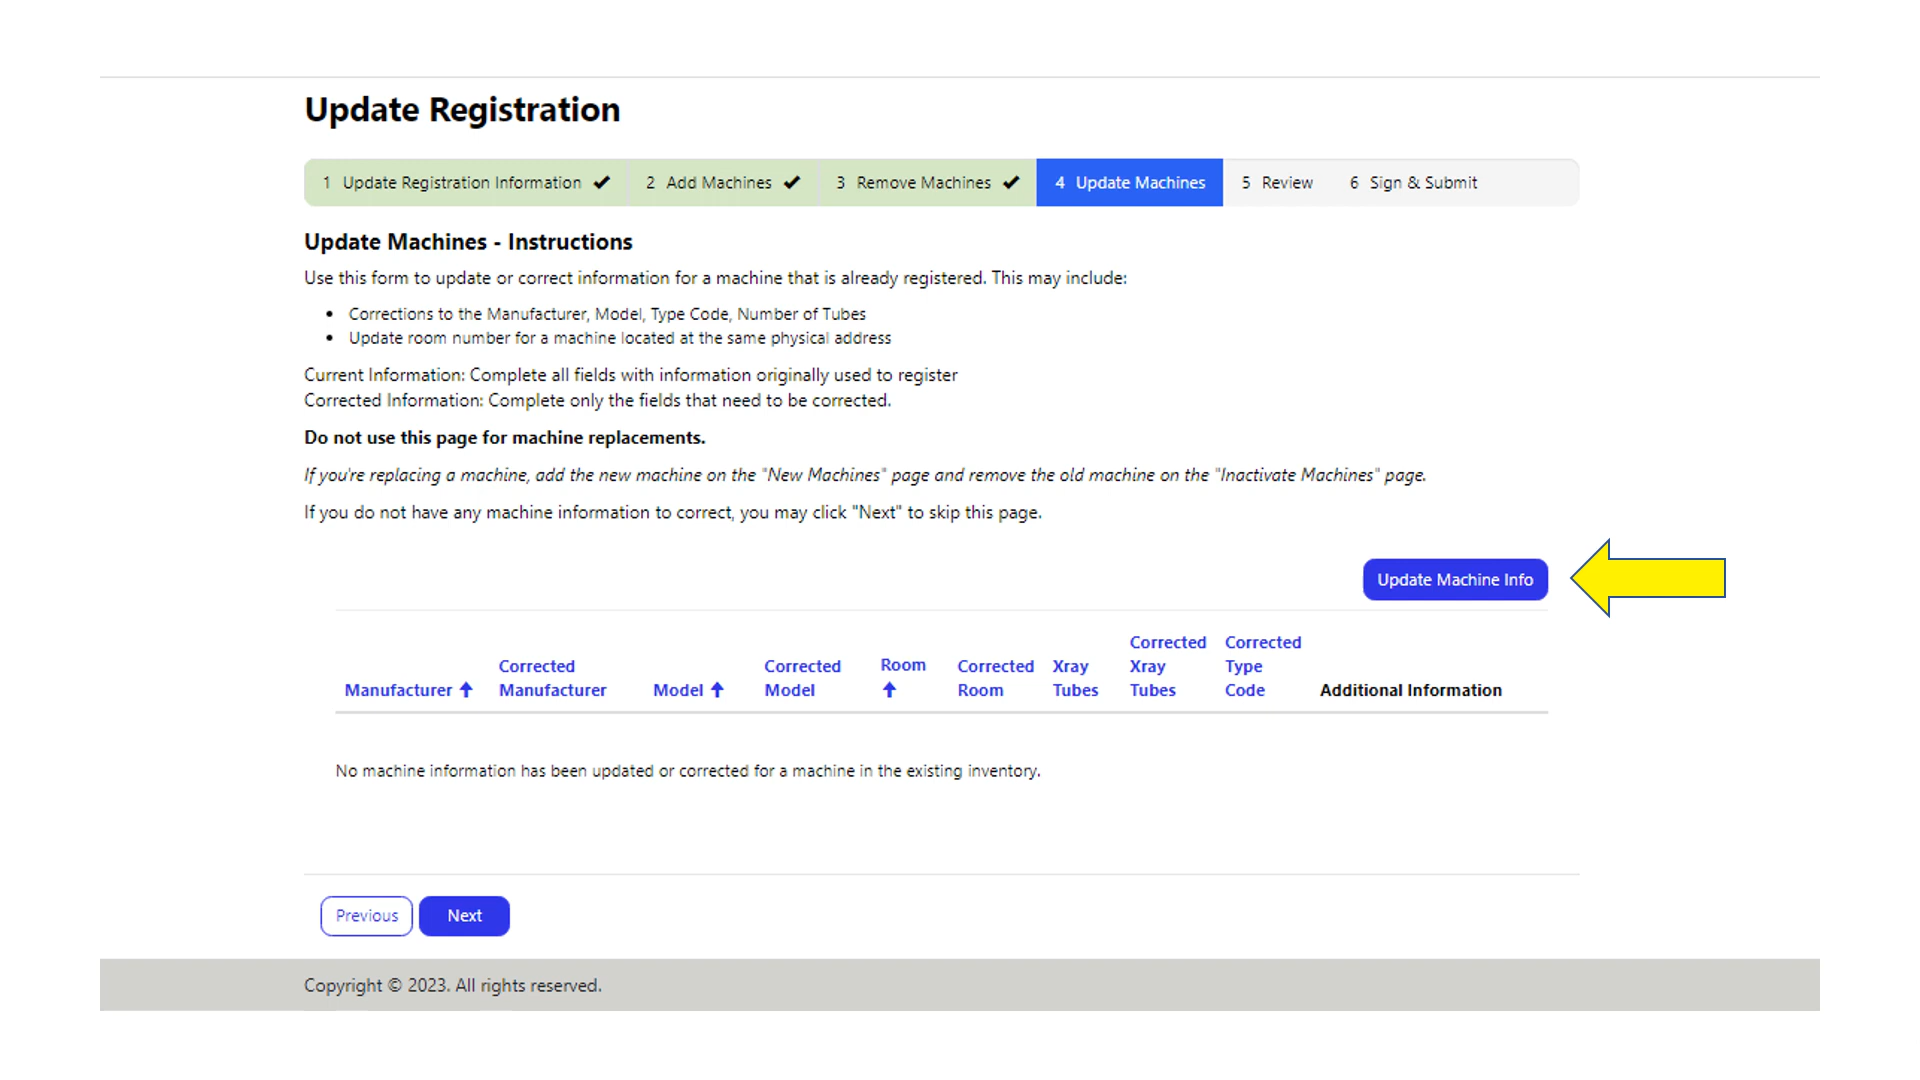 Update Registration
1 Update Registration Information ✔ 2 Add Machines ✔ 3 Remove Machines ✔ 4 Update Machines 5 Review 6 Sign & Submit
Update Machines - Instructions
Use this form to update or correct information for a machine that is already registered. This may include:
• Corrections to the Manufacturer, Model, Type Code, Number of Tubes
• Update room number for a machine located at the same physical address
Current Information: Complete all fields with information originally used to register
Corrected Information: Complete only the fields that need to be corrected.
Do not use this page for machine replacements.
If you're replacing a machine, add the new machine on the "New Machines" page and remove the old machine on the "Inactivate Machines" page.
If you do not have any machine information to correct, you may click "Next" to skip this page.
Update Machine Info
Manufacturer
Corrected
Manufacturer
Model
Corrected
Model
Room
Corrected
Room
Xray
Tubes
Corrected
Xray
Tubes
Corrected
Type
Code
Additional Information
No machine information has been updated or corrected for a machine in the existing inventory.
Previous Next
Copyright © 2023. All rights reserved.